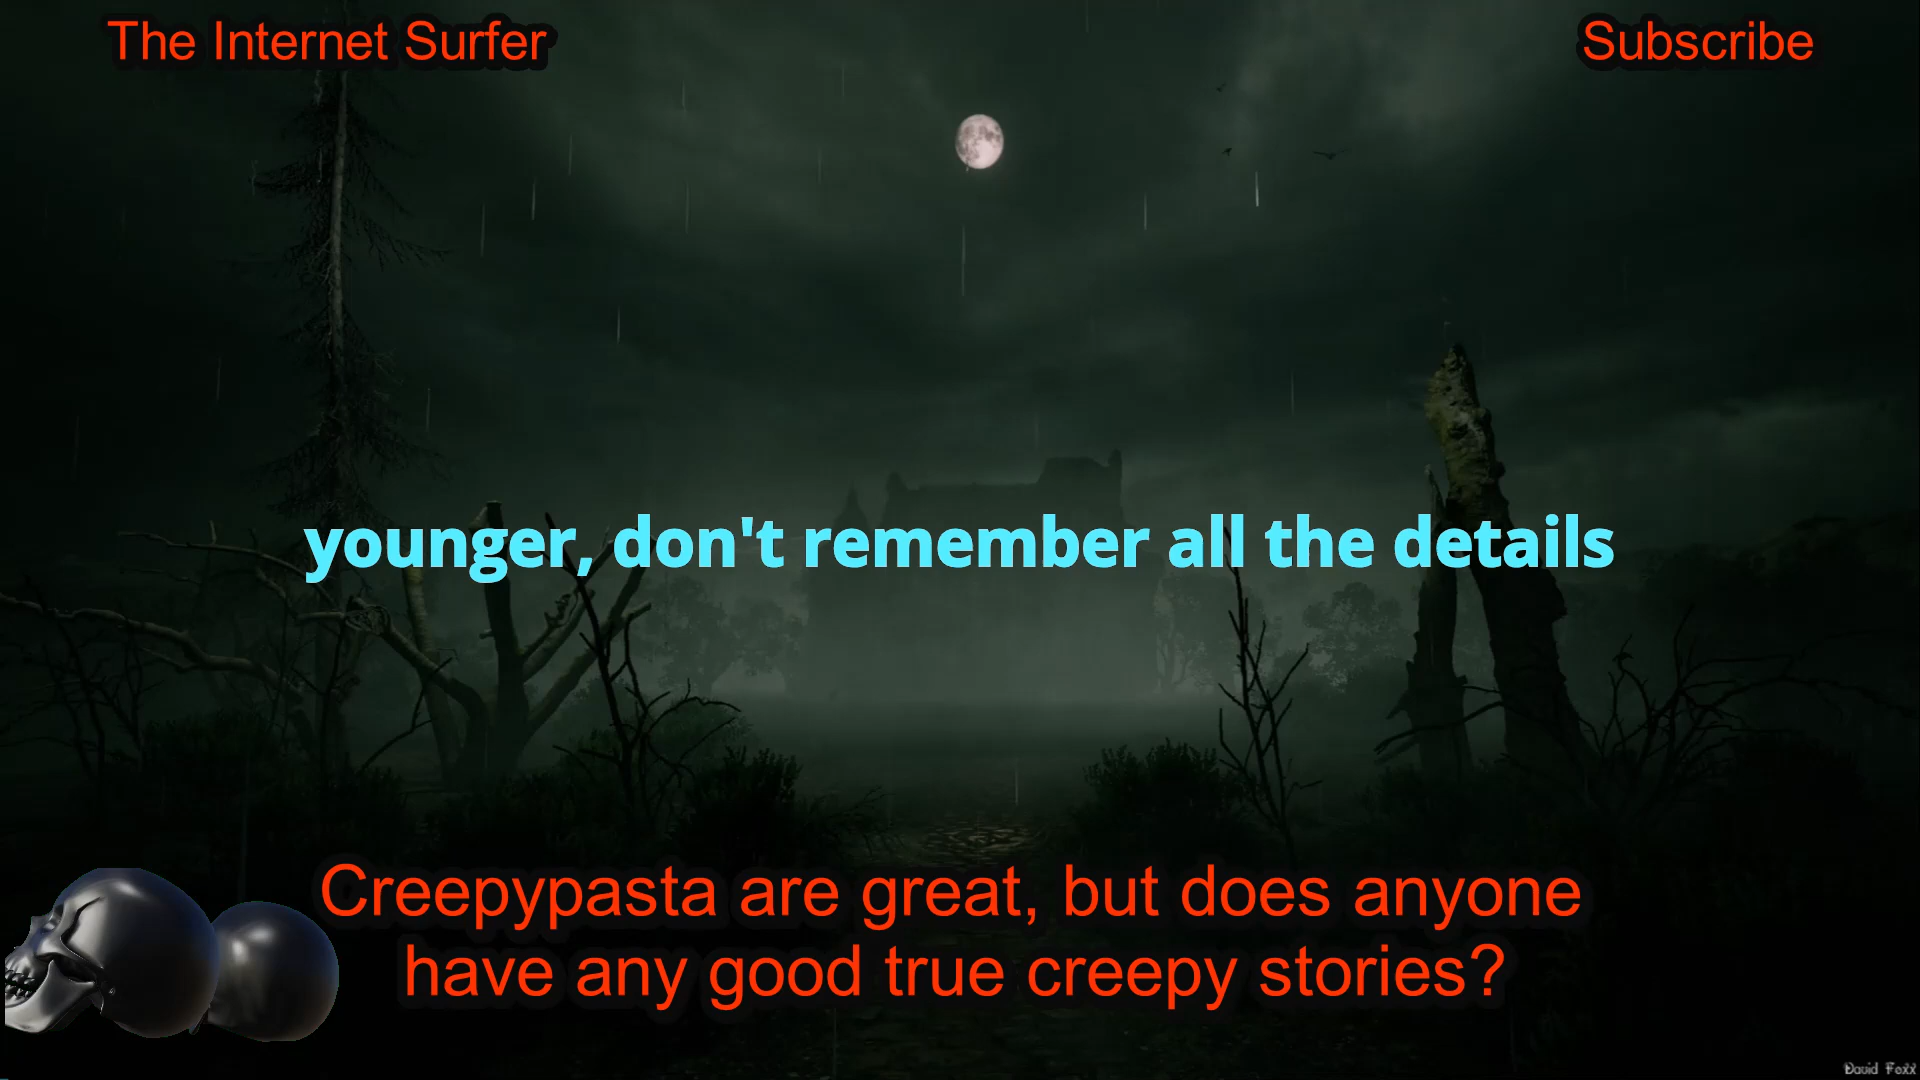 The Internet Surfer
Subscribe
younger, don't remember all the details
Creepypasta are great, but does anyone
have any good true creepy stories?
David Foxx